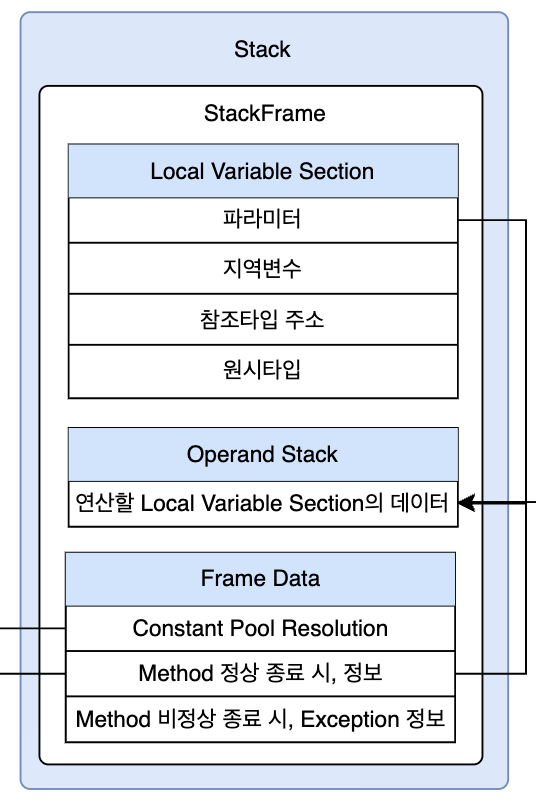 Stack
StackFrame
Local Variable Section
파라미터
지역변수
참조타입 주소
원시타입
Operand Stack
연산할 Local Variable Section의 데이터
Frame Data
Constant Pool Resolution
Method 정상 종료 시, 정보
Method 비정상 종료 시, Exception 정보